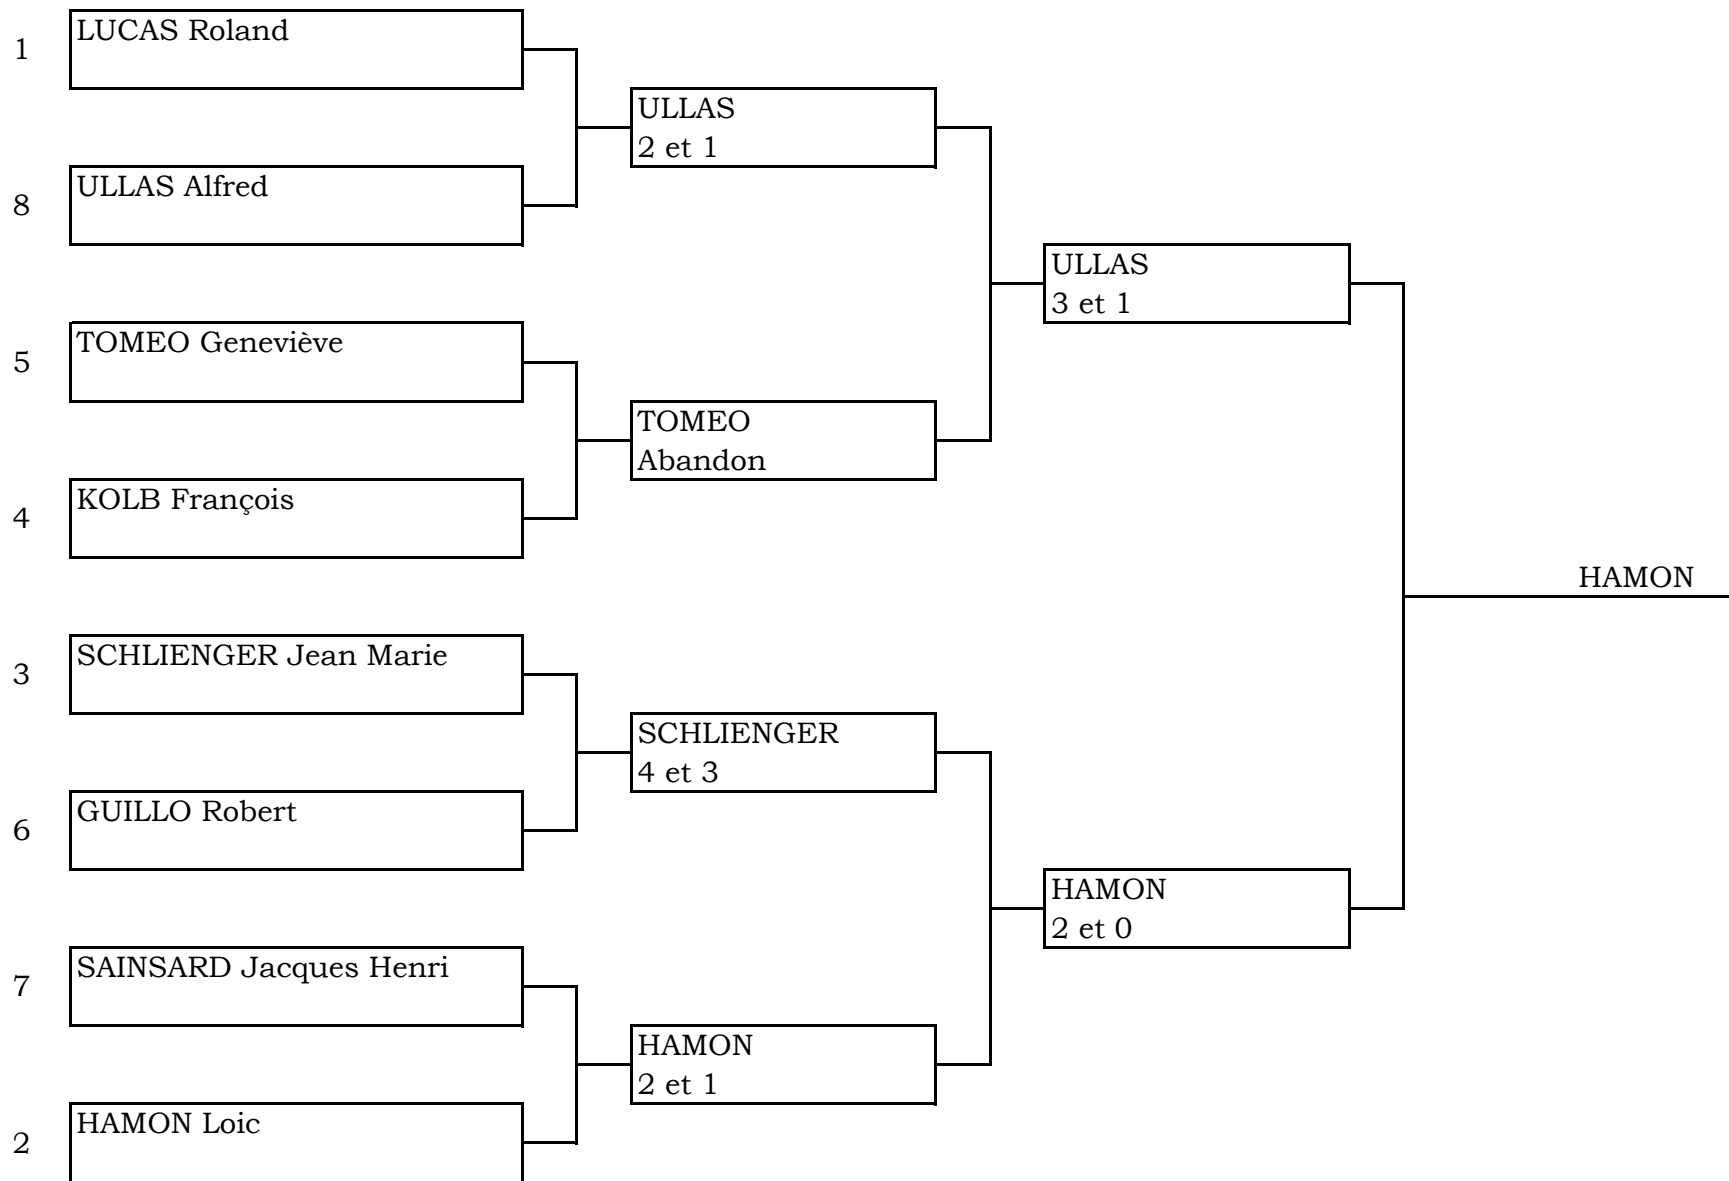 1
LUCAS Roland
ULLAS
2 et 1
8
ULLAS Alfred
ULLAS
3 et 1
5
TOMEO Geneviève
TOMEO
Abandon
4
KOLB François
HAMON
3
SCHLIENGER Jean Marie
SCHLIENGER
4 et 3
6
GUILLO Robert
HAMON
2 et 0
7
SAINSARD Jacques Henri
HAMON
2 et 1
2
HAMON Loic